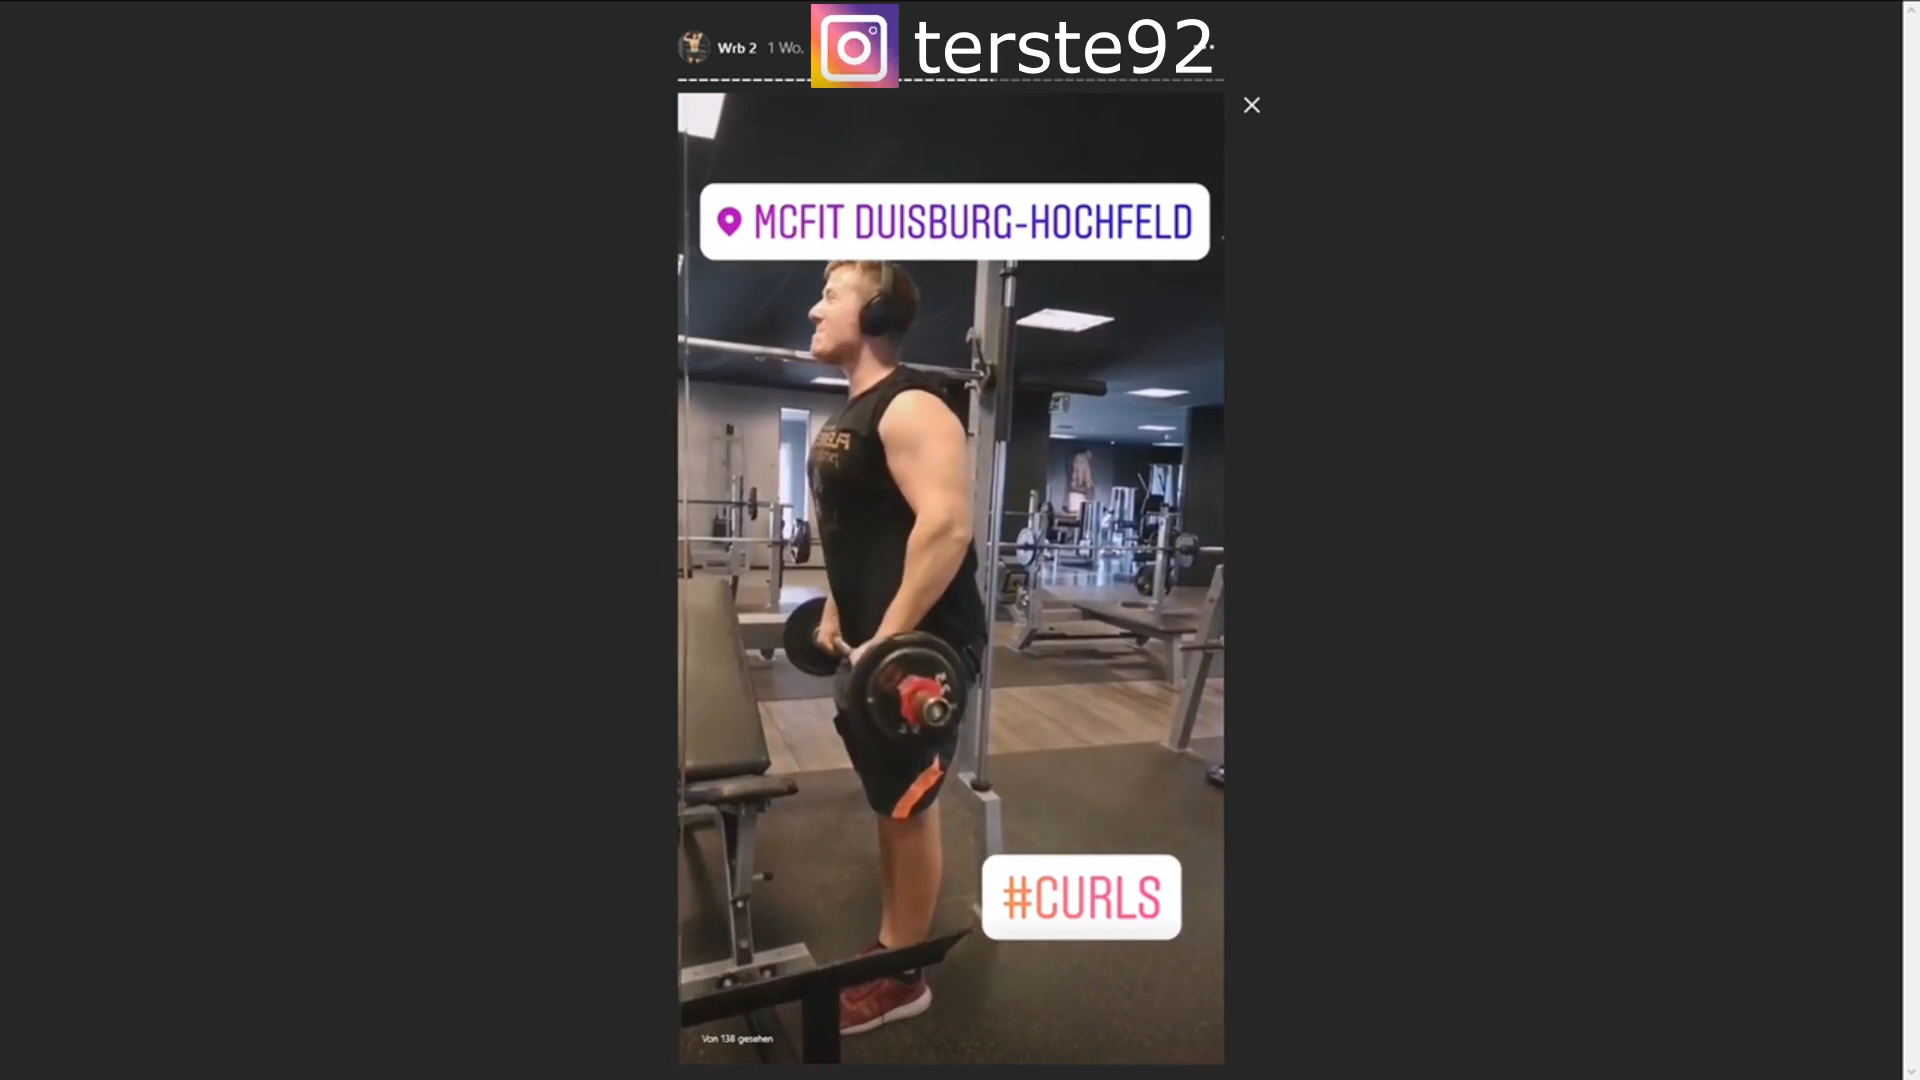 Wrb 2 1 Wo.
terste92
MCFIT DUISBURG-HOCHFELD
#CURLS
Von 138 gesehen